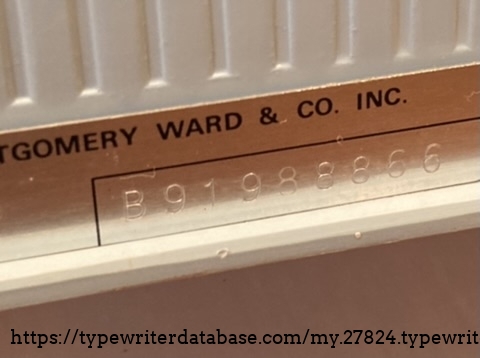 TGOMERY WARD & CO. INC.
B91988866
https://typewriterdatabase.com/my.27824.typewrit